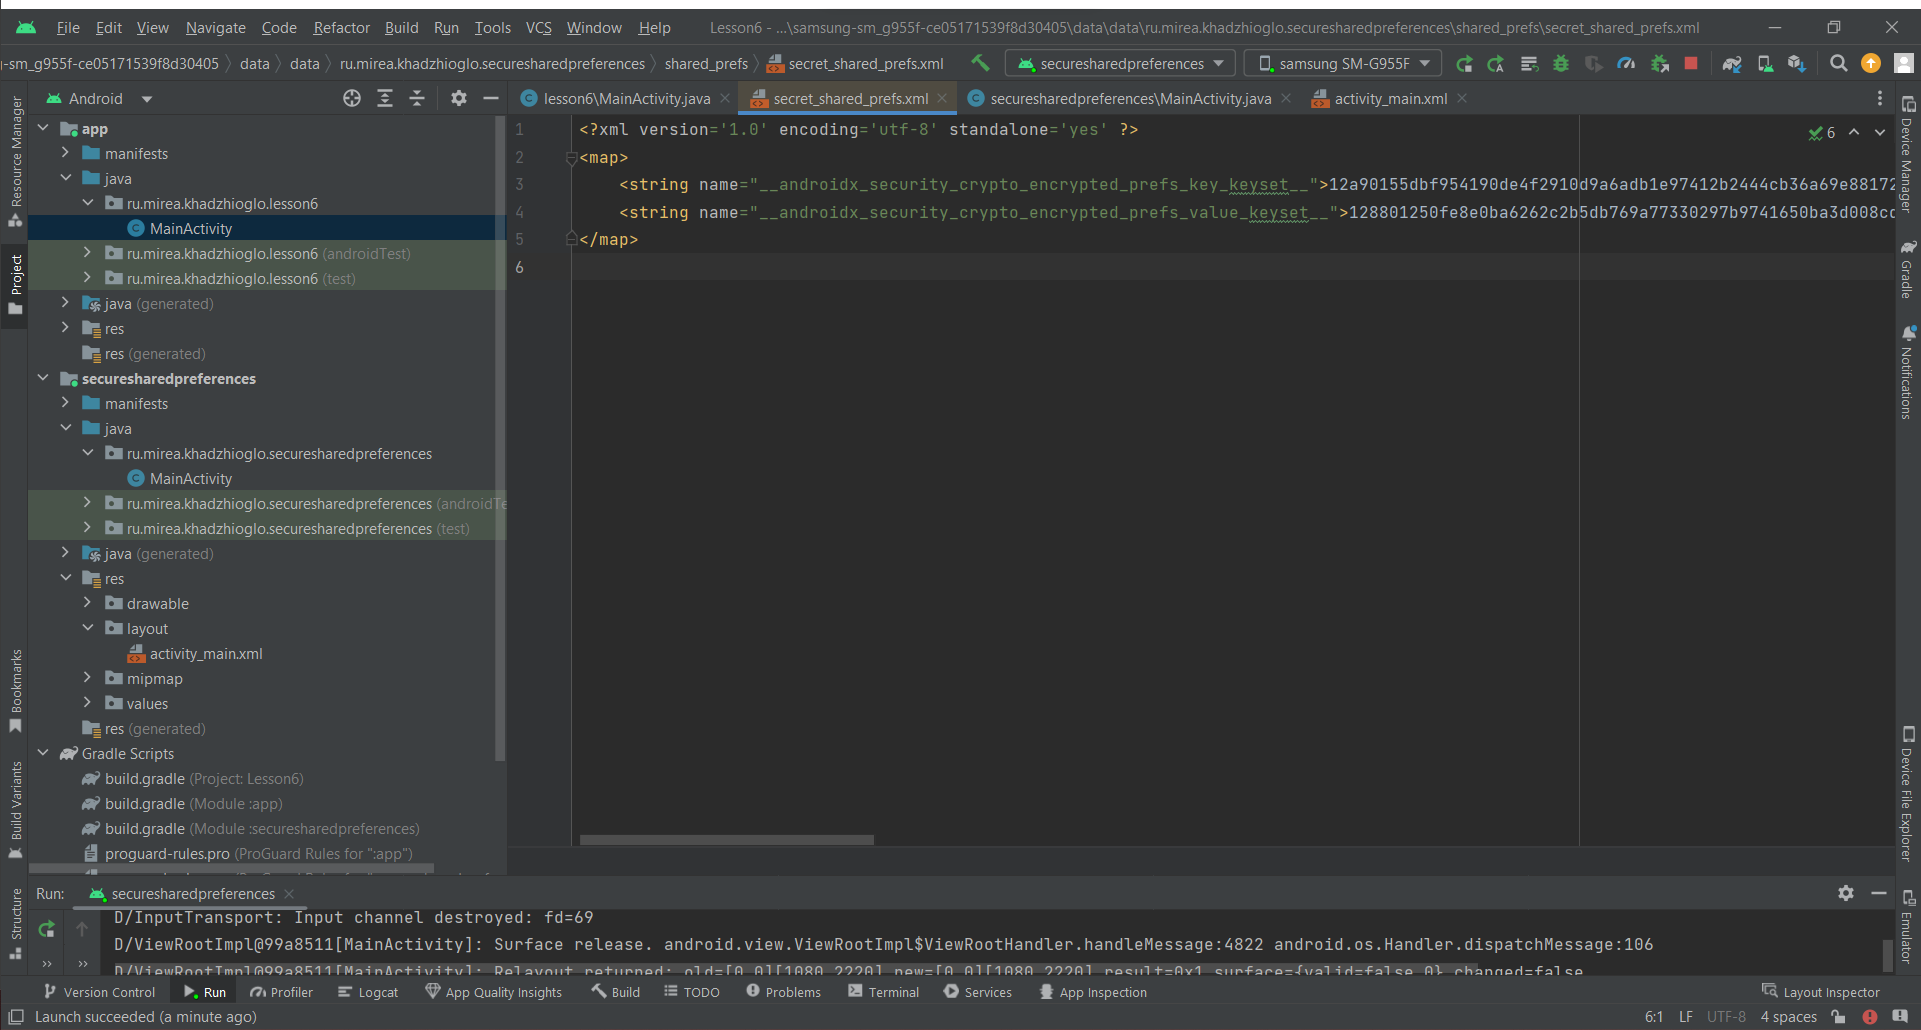 File Edit View Navigate Code Refactor Build Run Tools VCS Window Help Lesson6 - ...\samsung-sm_g955f-ce05171539f8d30405\data\data\ru.mirea.khadzhioglo.securesharedpreferences\shared_prefs\secret_shared_prefs.xml
-sm_g955f-ce05171539f8d30405 data data ru.mirea.khadzhioglo.securesharedpreferences shared_prefs secret_shared_prefs.xml securesharedpreferences samsung SM-G955F
Android lesson6\MainActivity.java secret_shared_prefs.xml securesharedpreferences\MainActivity.java activity_main.xml
Resource Manager
Project
Bookmarks
Build Variants
Structure
app
manifests
java
ru.mirea.khadzhioglo.lesson6
MainActivity
ru.mirea.khadzhioglo.lesson6 (androidTest)
ru.mirea.khadzhioglo.lesson6 (test)
java (generated)
res
res (generated)
securesharedpreferences
manifests
java
ru.mirea.khadzhioglo.securesharedpreferences
MainActivity
ru.mirea.khadzhioglo.securesharedpreferences (androidTe
ru.mirea.khadzhioglo.securesharedpreferences (test)
java (generated)
res
drawable
layout
activity_main.xml
mipmap
values
res (generated)
Gradle Scripts
build.gradle (Project: Lesson6)
build.gradle (Module :app)
build.gradle (Module :securesharedpreferences)
proguard-rules.pro (ProGuard Rules for ":app")
1 <?xml version='1.0' encoding='utf-8' standalone='yes' ?>
2 <map>
3 <string name="__androidx_security_crypto_encrypted_prefs_key_keyset__">12a90155dbf954190de4f2910d9a6adb1e97412b2444cb36a69e88172
4 <string name="__androidx_security_crypto_encrypted_prefs_value_keyset__">128801250fe8e0ba6262c2b5db769a77330297b9741650ba3d008cc
5 </map>
6
6
Device Manager
Gradle
Notifications
Device File Explorer
Emulator
Run: securesharedpreferences
D/InputTransport: Input channel destroyed: fd=69
D/ViewRootImpl@99a8511[MainActivity]: Surface release. android.view.ViewRootImpl$ViewRootHandler.handleMessage:4822 android.os.Handler.dispatchMessage:106
D/ViewRootImpl@99a8511[MainActivity]: Relayout returned: old=[0,0][1080,2220] new=[0,0][1080,2220] result=0x1 surface={valid=false 0} changed=false
Version Control Run Profiler Logcat App Quality Insights Build TODO Problems Terminal Services App Inspection Layout Inspector
Launch succeeded (a minute ago) 6:1 LF UTF-8 4 spaces